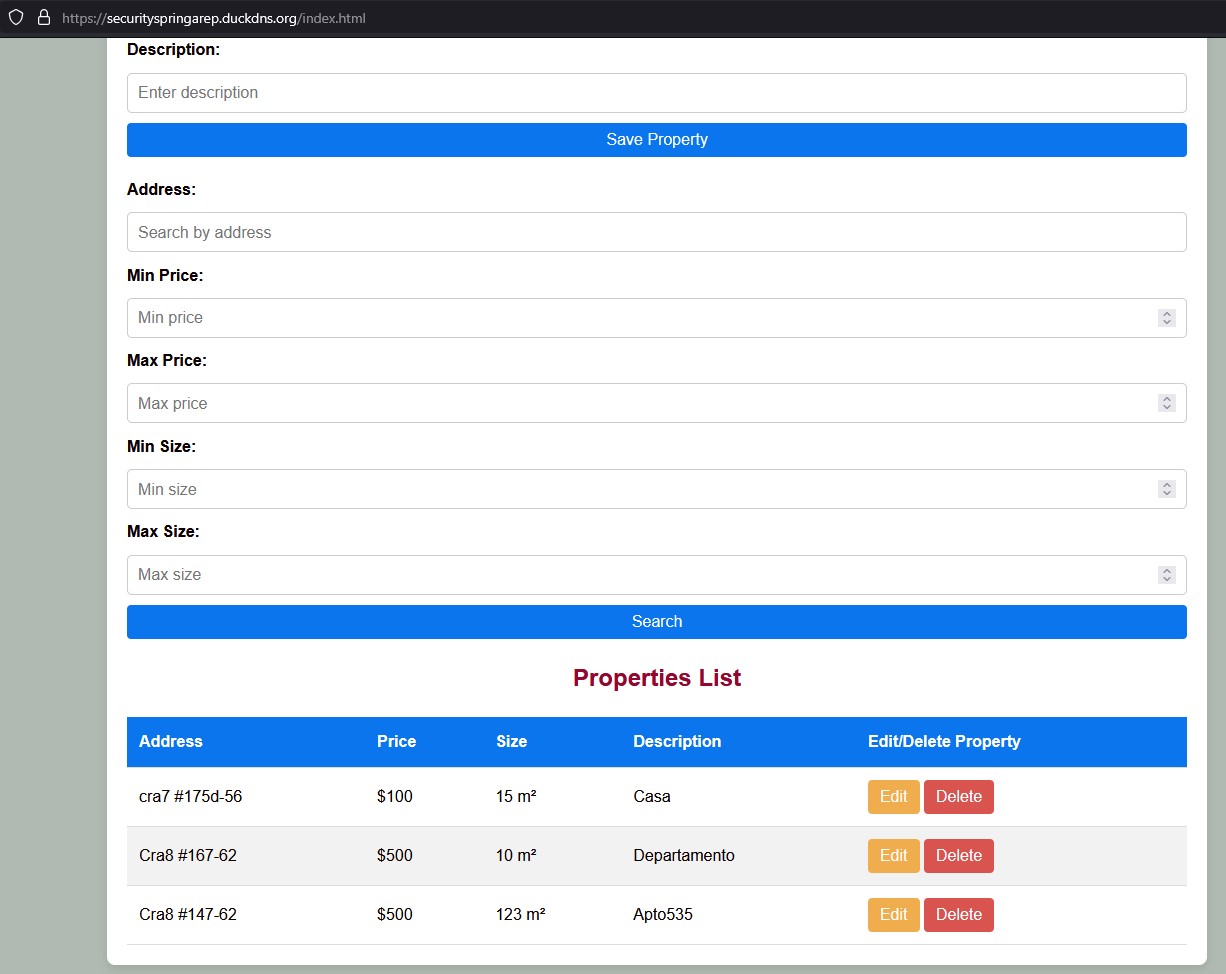 https://securityspringarep.duckdns.org/index.html
Description:
Enter description
Save Property
Address:
Search by address
Min Price:
Min price
Max Price:
Max price
Min Size:
Min size
Max Size:
Max size
Search
Properties List
Address Price Size Description Edit/Delete Property
cra7 #175d-56 $100 15 m² Casa Edit Delete
Cra8 #167-62 $500 10 m² Departamento Edit Delete
Cra8 #147-62 $500 123 m² Apto535 Edit Delete